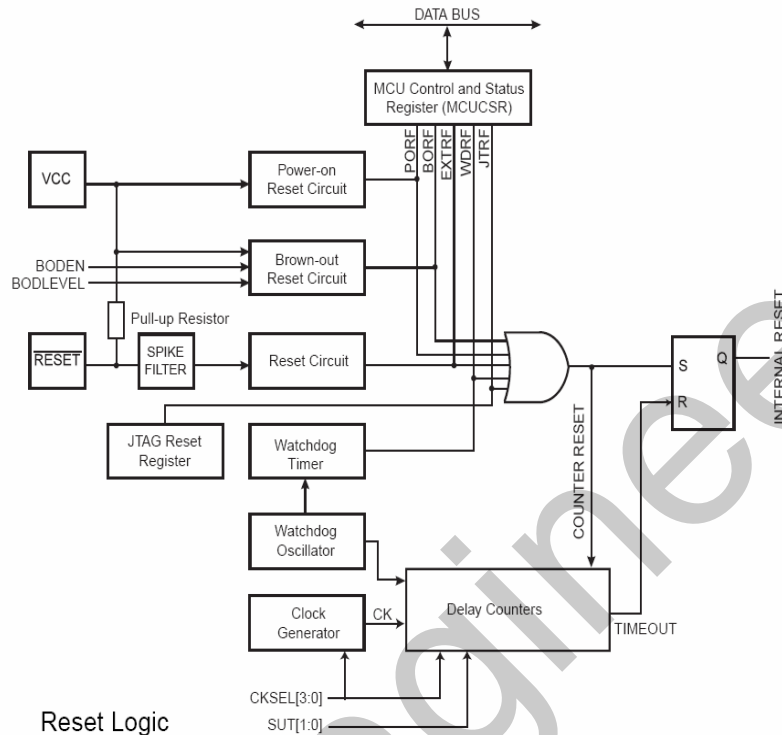 DATA BUS
MCU Control and Status
Register (MCUCSR)
PORF
BORF
EXTRF
WDRF
JTRF
VCC
Power-on
Reset Circuit
BODEN
BODLEVEL
Brown-out
Reset Circuit
Pull-up Resistor
RESET
SPIKE
FILTER
Reset Circuit
JTAG Reset
Register
Watchdog
Timer
Watchdog
Oscillator
Clock
Generator
CK
Delay Counters
COUNTER RESET
S
Q
R
INTERNAL RESET
TIMEOUT
CKSEL[3:0]
SUT[1:0]
Reset Logic